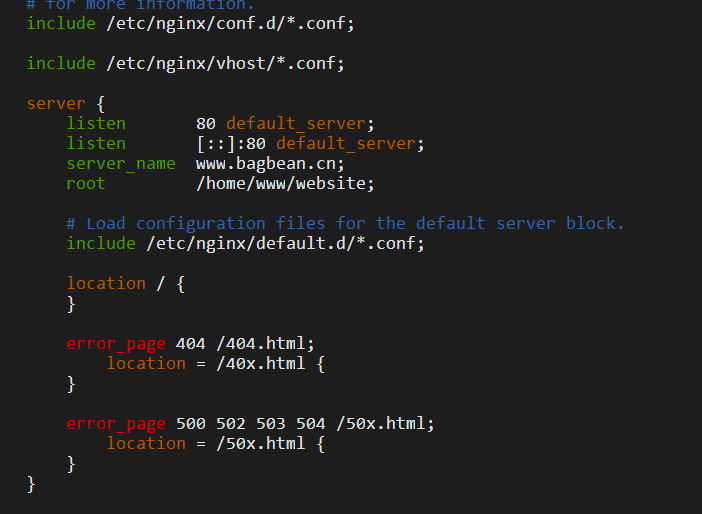 # for more information.
include /etc/nginx/conf.d/*.conf;
include /etc/nginx/vhost/*.conf;
server {
listen 80 default_server;
listen [::]:80 default_server;
server_name www.bagbean.cn;
root /home/www/website;
# Load configuration files for the default server block.
include /etc/nginx/default.d/*.conf;
location / {
}
error_page 404 /404.html;
location = /40x.html {
}
error_page 500 502 503 504 /50x.html;
location = /50x.html {
}
}